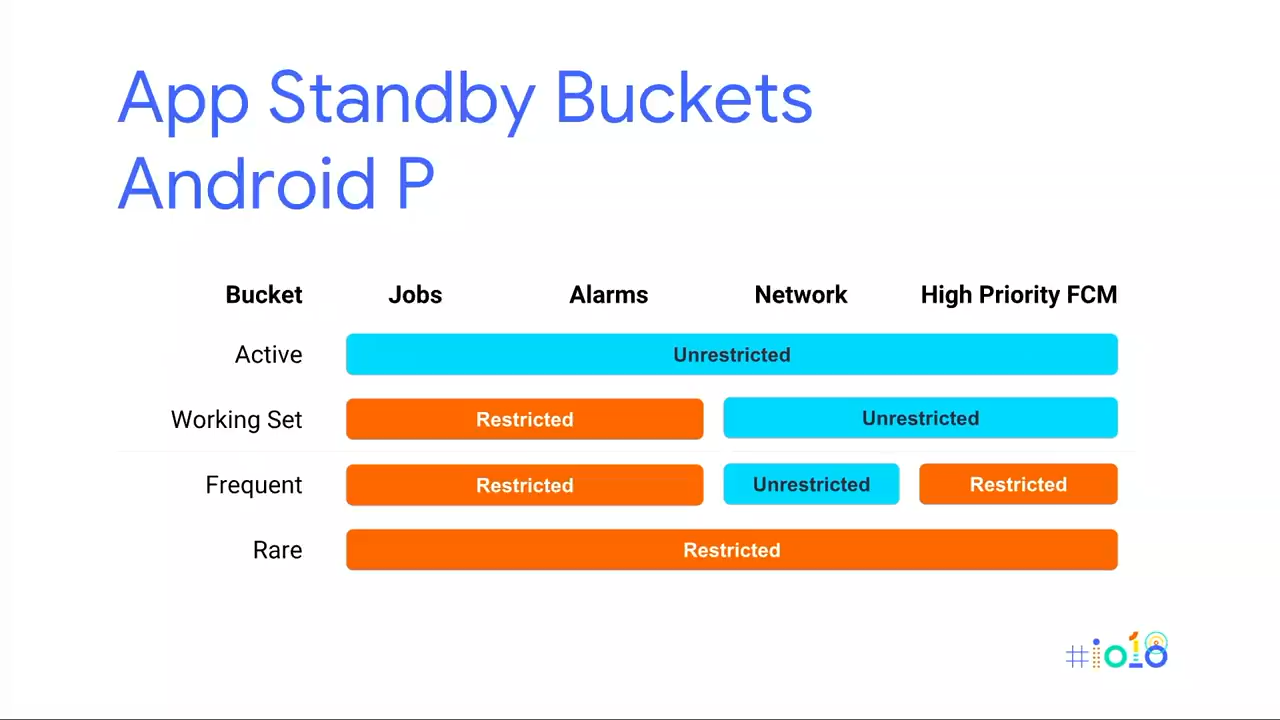 App Standby Buckets
Android P
Bucket Jobs Alarms Network High Priority FCM
Active Unrestricted
Working Set Restricted Unrestricted
Frequent Restricted Unrestricted Restricted
Rare Restricted
#io18